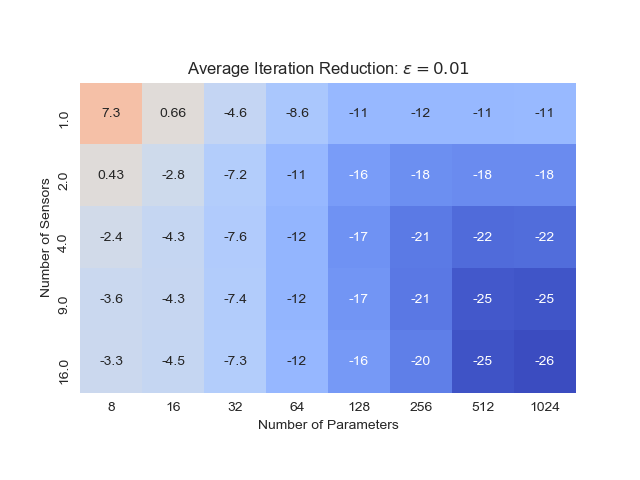 Average Iteration Reduction: ε = 0.01
Number of Sensors
1.0 7.3 0.66 -4.6 -8.6 -11 -12 -11 -11
2.0 0.43 -2.8 -7.2 -11 -16 -18 -18 -18
4.0 -2.4 -4.3 -7.6 -12 -17 -21 -22 -22
9.0 -3.6 -4.3 -7.4 -12 -17 -21 -25 -25
16.0 -3.3 -4.5 -7.3 -12 -16 -20 -25 -26
8 16 32 64 128 256 512 1024
Number of Parameters